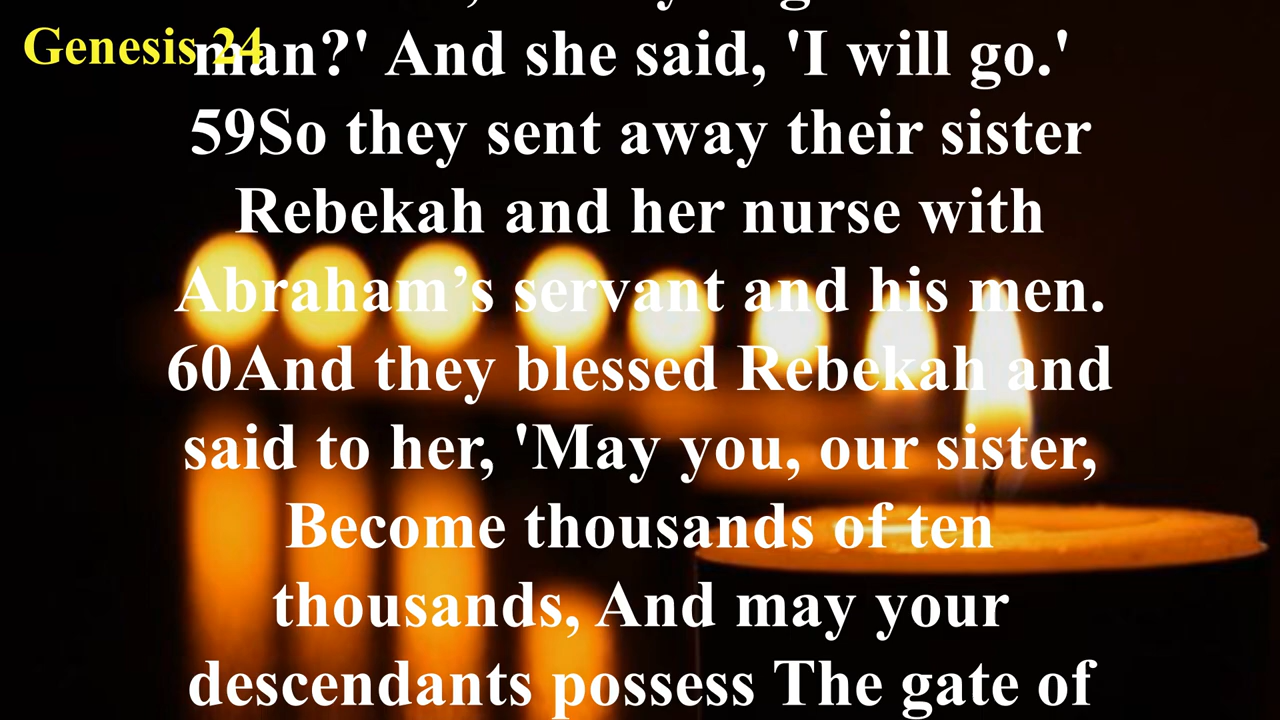 Genesis 24
man?' And she said, 'I will go.'
59So they sent away their sister
Rebekah and her nurse with
Abraham’s servant and his men.
60And they blessed Rebekah and
said to her, 'May you, our sister,
Become thousands of ten
thousands, And may your
descendants possess The gate of